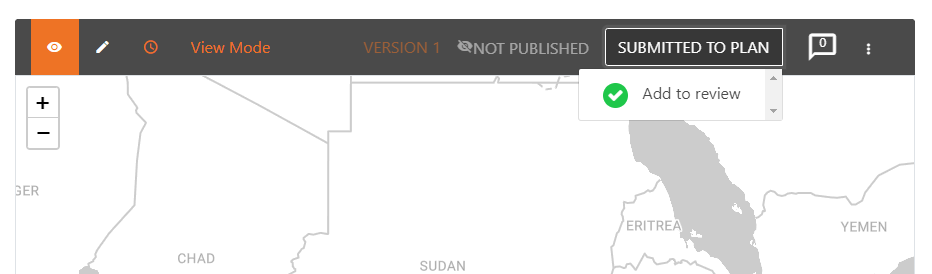 View Mode
VERSION 1
NOT PUBLISHED
SUBMITTED TO PLAN
0
Add to review
+
−
GER
ERITREA
YEMEN
CHAD
SUDAN